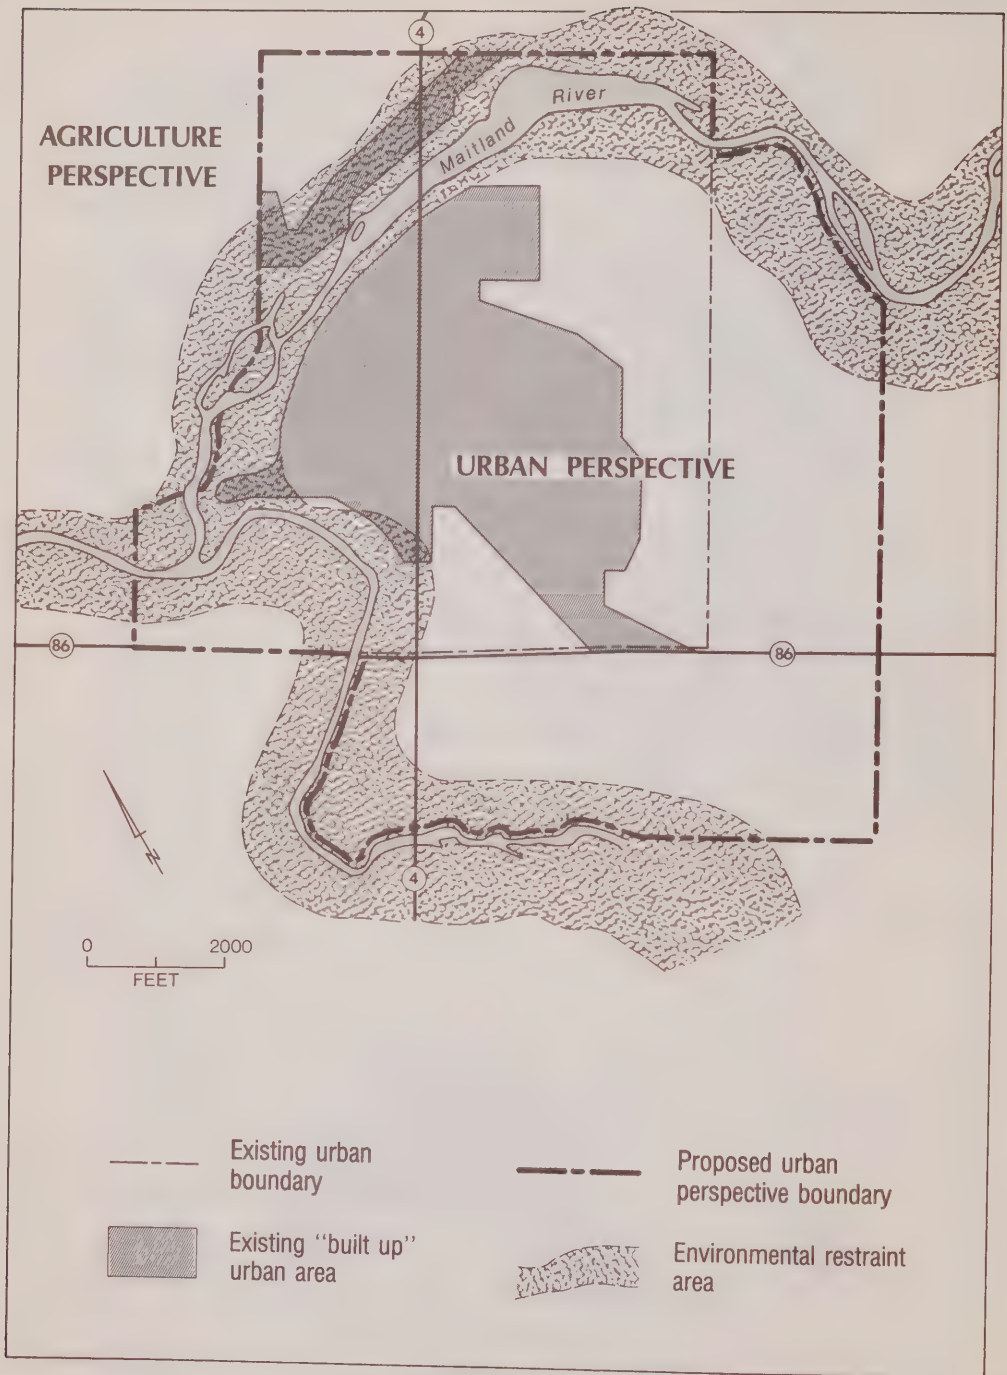 4
River
Maitland
AGRICULTURE
PERSPECTIVE
URBAN PERSPECTIVE
86
86
4
N
0 2000
FEET
Existing urban
boundary
Proposed urban
perspective boundary
Existing "built up"
urban area
Environmental restraint
area